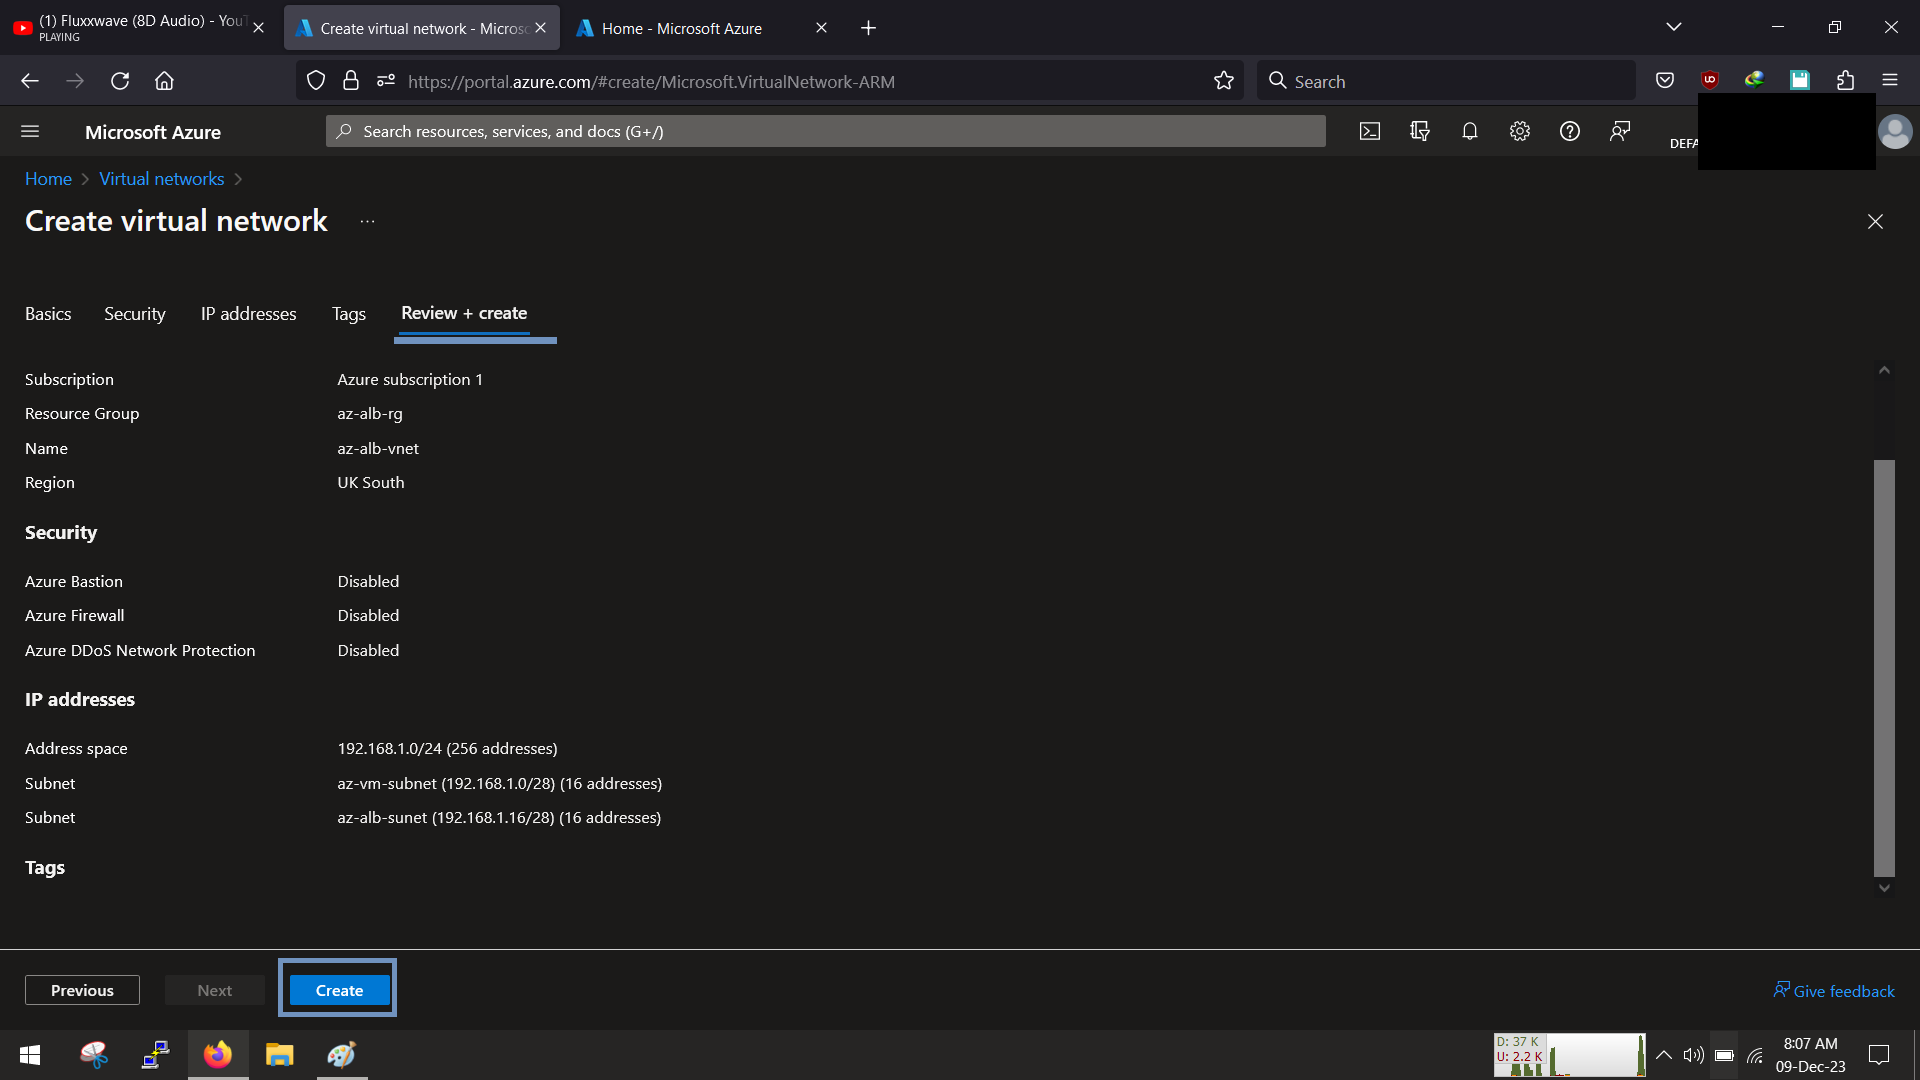 (1) Fluxxwave (8D Audio) - YouT
PLAYING
Create virtual network - Micros
Home - Microsoft Azure
https://portal.azure.com/#create/Microsoft.VirtualNetwork-ARM
Search
Microsoft Azure
Search resources, services, and docs (G+/)
DEFA
Home > Virtual networks >
Create virtual network ...
Basics Security IP addresses Tags Review + create
Subscription Azure subscription 1
Resource Group az-alb-rg
Name az-alb-vnet
Region UK South
Security
Azure Bastion Disabled
Azure Firewall Disabled
Azure DDoS Network Protection Disabled
IP addresses
Address space 192.168.1.0/24 (256 addresses)
Subnet az-vm-subnet (192.168.1.0/28) (16 addresses)
Subnet az-alb-sunet (192.168.1.16/28) (16 addresses)
Tags
Previous Next Create Give feedback
D: 37 K
U: 2.2 K
8:07 AM
09-Dec-23